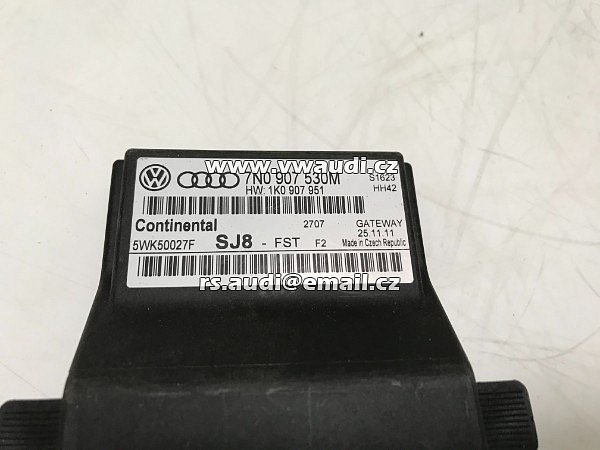 www.vwaudi.cz
7N0 907 530M
HW: 1K0 907 951
S1623
HH42
Continental
2707
GATEWAY
25.11.11
5WK50027F
SJ8 - FST
F2
Made in Czech Republic
rs.audi@email.cz